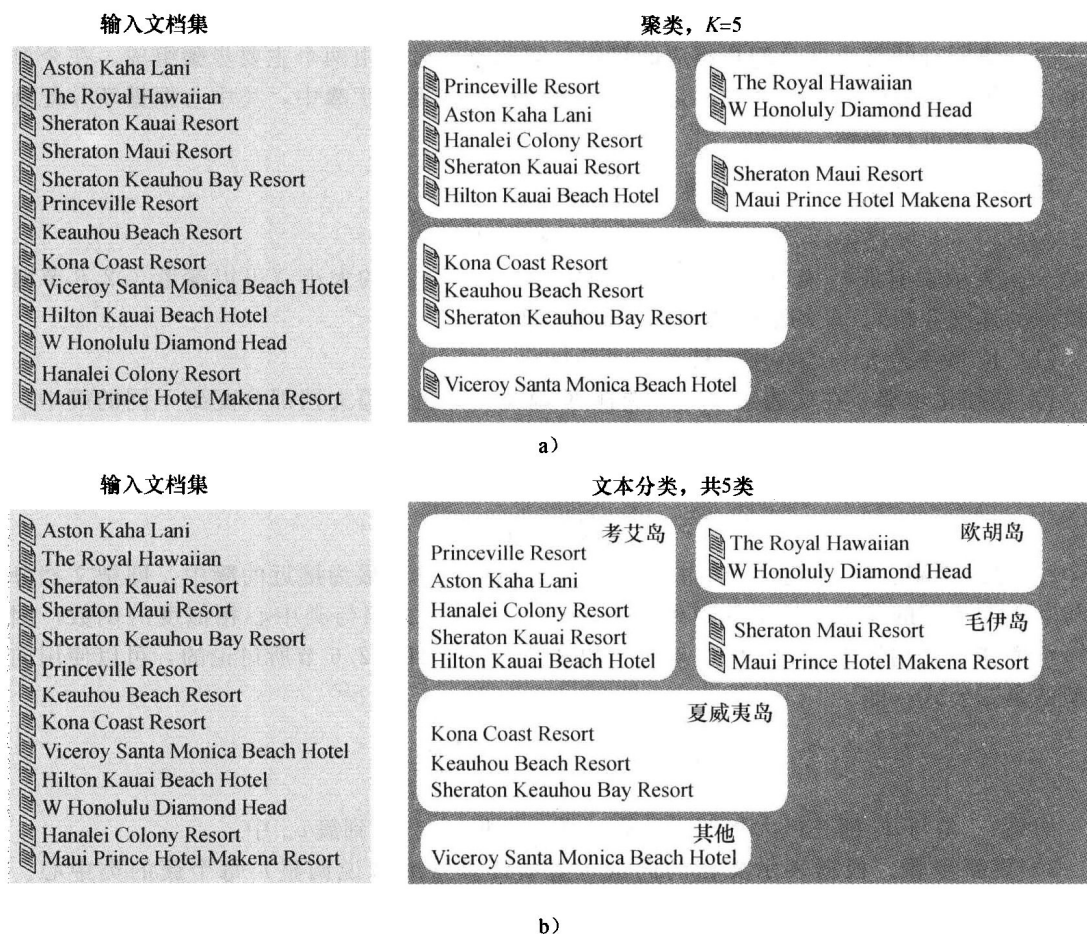 输入文档集
聚类，K=5
Aston Kaha Lani
The Royal Hawaiian
Sheraton Kauai Resort
Sheraton Maui Resort
Sheraton Keauhou Bay Resort
Princeville Resort
Keauhou Beach Resort
Kona Coast Resort
Viceroy Santa Monica Beach Hotel
Hilton Kauai Beach Hotel
W Honolulu Diamond Head
Hanalei Colony Resort
Maui Prince Hotel Makena Resort
Princeville Resort
Aston Kaha Lani
Hanalei Colony Resort
Sheraton Kauai Resort
Hilton Kauai Beach Hotel
The Royal Hawaiian
W Honoluly Diamond Head
Sheraton Maui Resort
Maui Prince Hotel Makena Resort
Kona Coast Resort
Keauhou Beach Resort
Sheraton Keauhou Bay Resort
Viceroy Santa Monica Beach Hotel
a）
输入文档集
文本分类，共5类
Aston Kaha Lani
The Royal Hawaiian
Sheraton Kauai Resort
Sheraton Maui Resort
Sheraton Keauhou Bay Resort
Princeville Resort
Keauhou Beach Resort
Kona Coast Resort
Viceroy Santa Monica Beach Hotel
Hilton Kauai Beach Hotel
W Honolulu Diamond Head
Hanalei Colony Resort
Maui Prince Hotel Makena Resort
考艾岛
Princeville Resort
Aston Kaha Lani
Hanalei Colony Resort
Sheraton Kauai Resort
Hilton Kauai Beach Hotel
The Royal Hawaiian 欧胡岛
W Honoluly Diamond Head
Sheraton Maui Resort 毛伊岛
Maui Prince Hotel Makena Resort
夏威夷岛
Kona Coast Resort
Keauhou Beach Resort
Sheraton Keauhou Bay Resort
其他
Viceroy Santa Monica Beach Hotel
b）